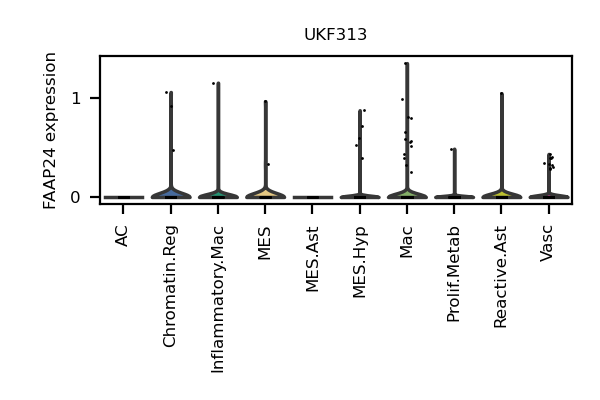 UKF313
FAAP24 expression
1
0
AC
Chromatin.Reg
Inflammatory.Mac
MES
MES.Ast
MES.Hyp
Mac
Prolif.Metab
Reactive.Ast
Vasc